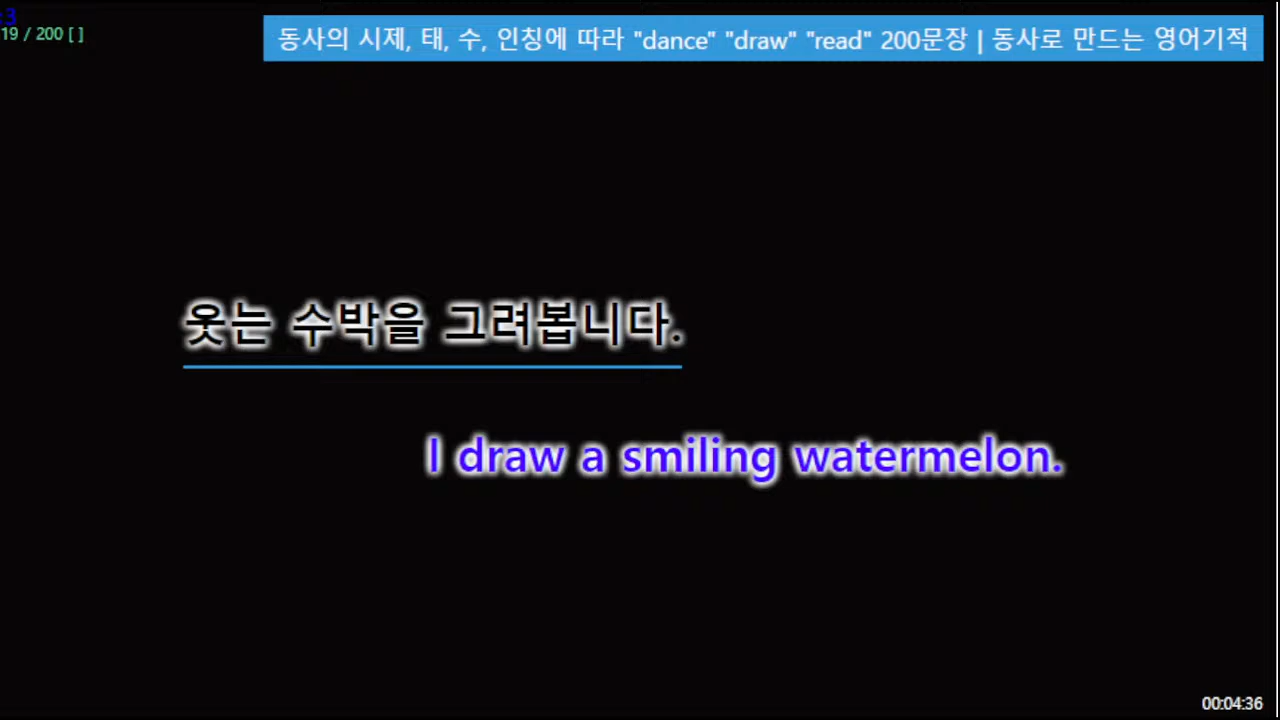 :3
19 / 200 [ ]
동사의 시제, 태, 수, 인칭에 따라 "dance" "draw" "read" 200문장 | 동사로 만드는 영어기적
웃는 수박을 그려봅니다.
I draw a smiling watermelon.
00:04:36